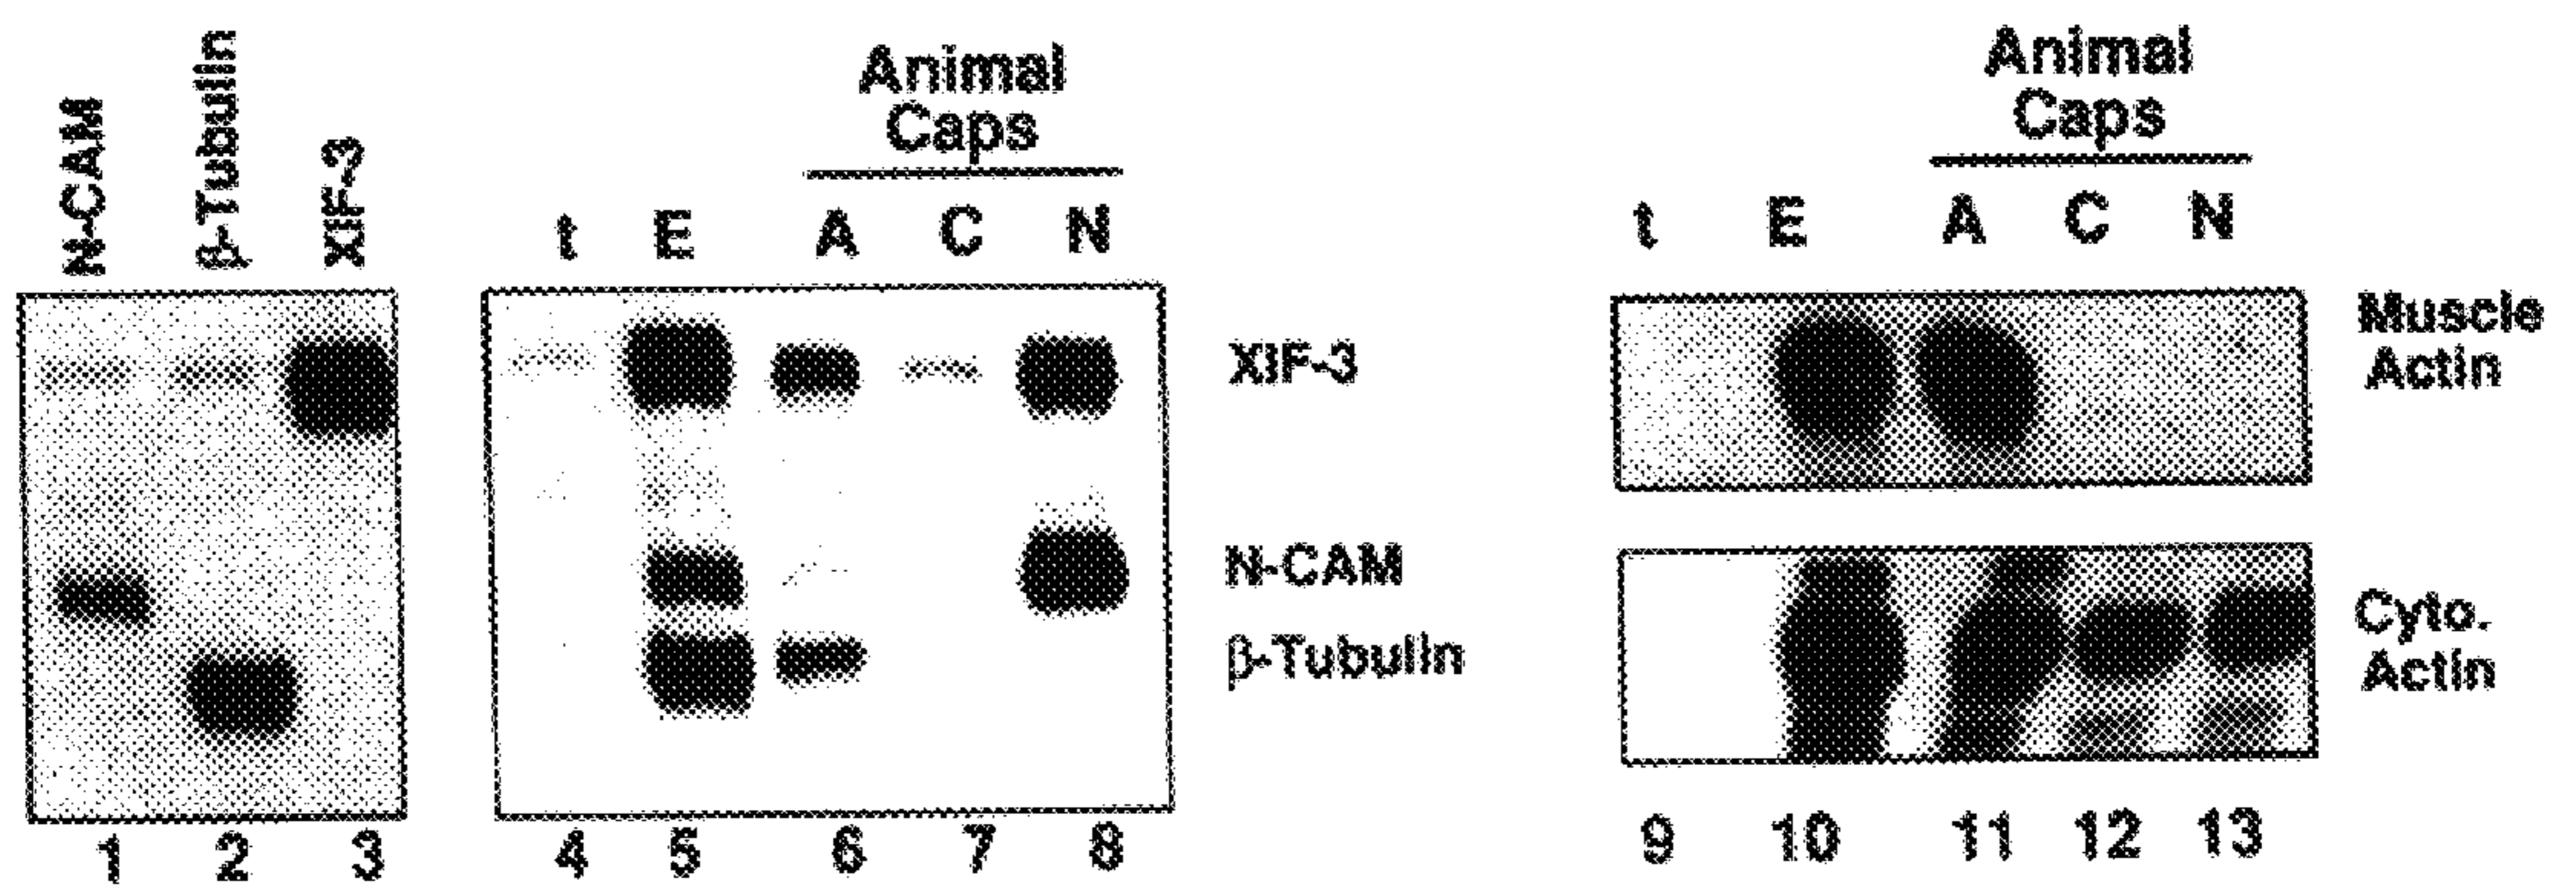 N-CAM
β-Tubulin
XIF-3
Animal
Caps
t E A C N
XIF-3
N-CAM
β-Tubulin
1 2 3 4 5 6 7 8
Animal
Caps
t E A C N
Muscle
Actin
Cyto.
Actin
9 10 11 12 13